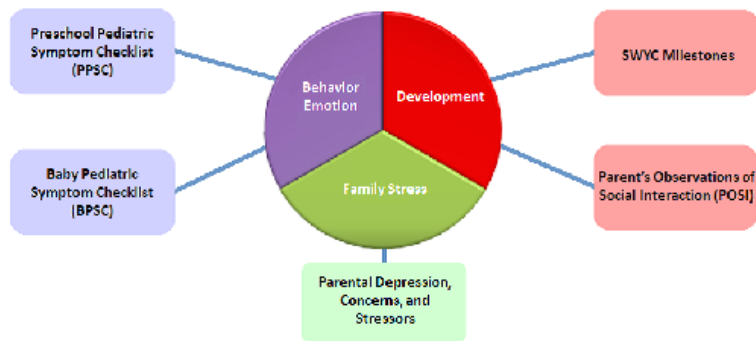 Preschool Pediatric
Symptom Checklist
(PPSC)
Behavior
Emotion
Development
SWYC Milestones
Baby Pediatric
Symptom Checklist
(BPSC)
Family Stress
Parent's Observations of
Social Interaction (POSI)
Parental Depression,
Concerns, and
Stressors